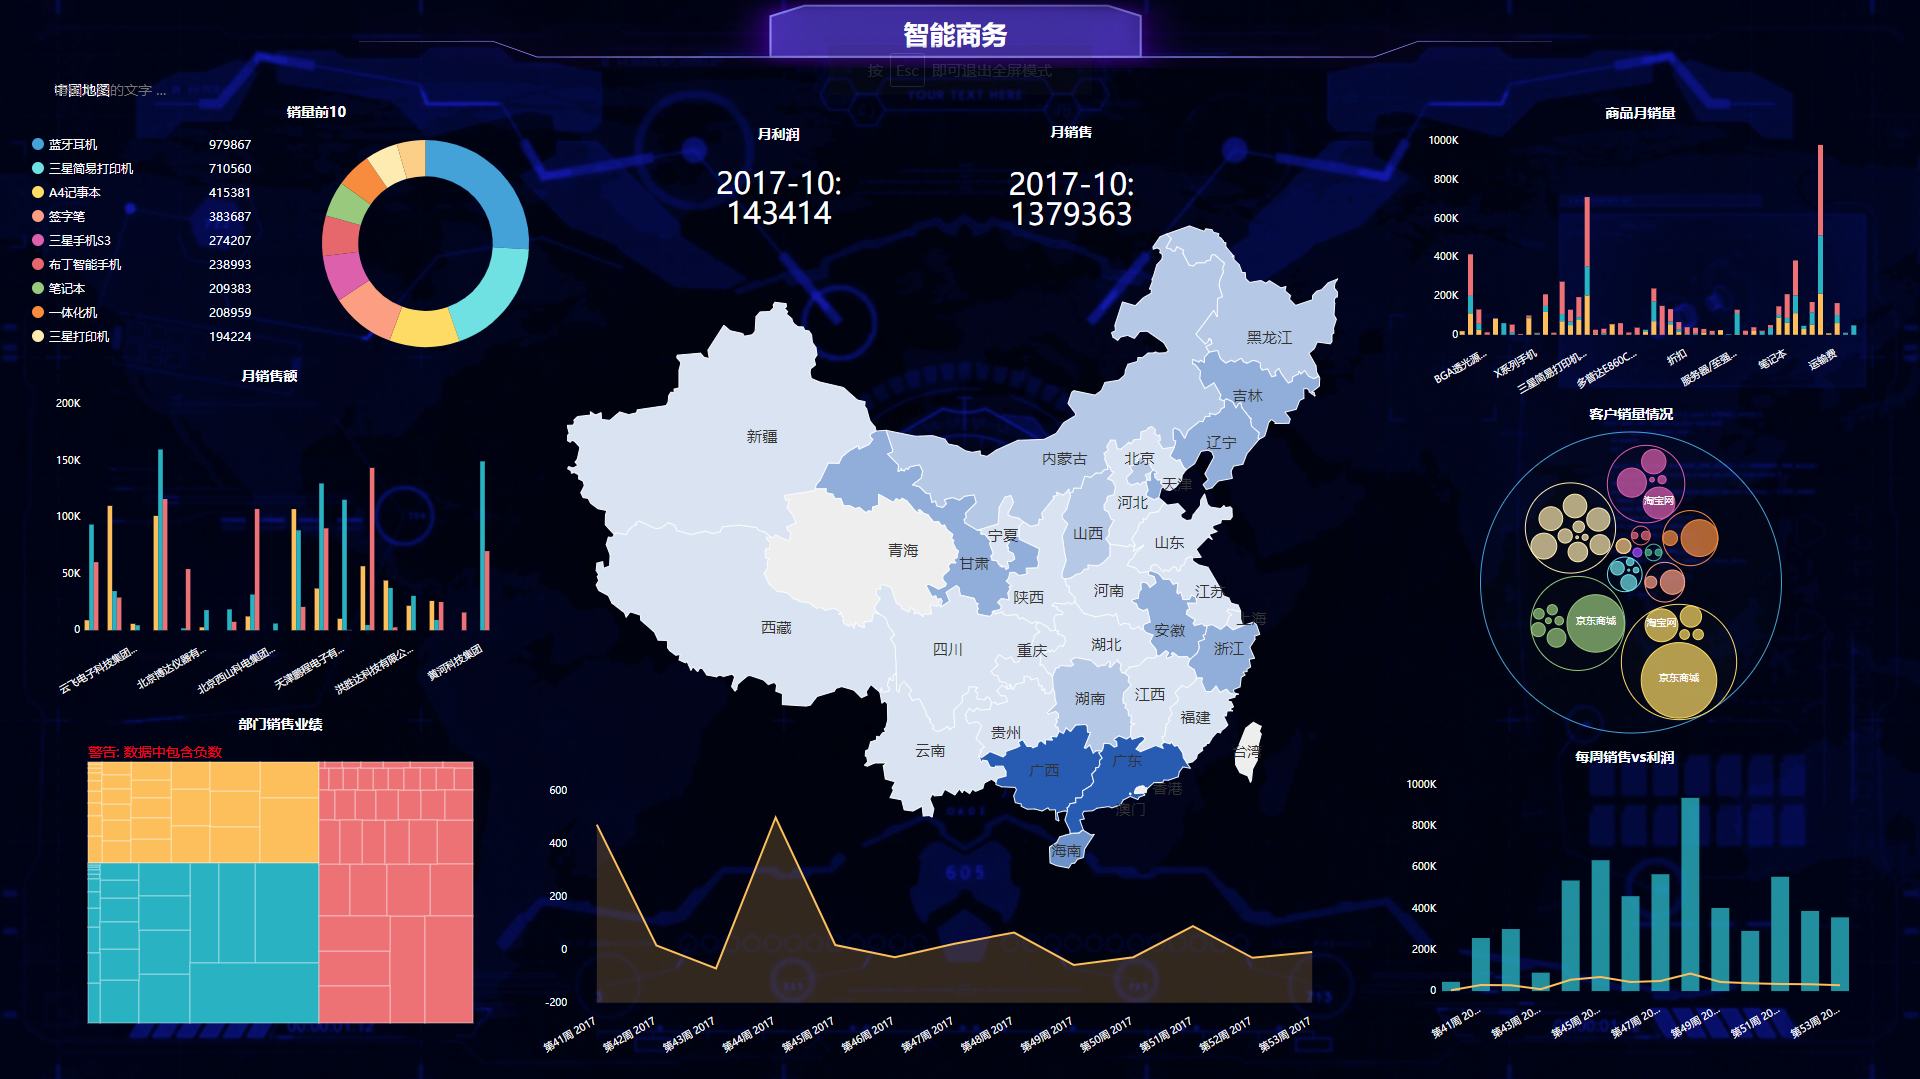 智能商务
按 Esc 即可退出全屏模式
YOUR TEXT HERE
中国地图
的文字 ...
销量前10
蓝牙耳机 979867
三星简易打印机 710560
A4记事本 415381
签字笔 383687
三星手机S3 274207
布丁智能手机 238993
笔记本 209383
一体化机 208959
三星打印机 194224
月利润
2017-10:
143414
月销售
2017-10:
1379363
商品月销量
1000K
800K
600K
400K
200K
0
BGA透光源...
X系列手机
三星简易打印机...
多普达E860C...
折扣
服务器/至强...
笔记本
运输费
月销售额
200K
150K
100K
50K
0
云飞电子科技集团...
北京博达仪器有...
北京西山科电集团...
天津鹏程电子有...
洪胜达科技有限公...
黄河科技集团
黑龙江
吉林
辽宁
新疆
内蒙古
北京
天津
河北
山西
宁夏
青海
山东
甘肃
河南
陕西
江苏
上海
西藏
安徽
湖北
浙江
四川
重庆
江西
湖南
福建
贵州
云南
台湾
广西
广东
香港
澳门
海南
客户销量情况
淘宝网
京东商城
淘宝网
京东商城
部门销售业绩
警告: 数据中包含负数
600
400
200
0
-200
第41周 2017
第42周 2017
第43周 2017
第44周 2017
第45周 2017
第46周 2017
第47周 2017
第48周 2017
第49周 2017
第50周 2017
第51周 2017
第52周 2017
第53周 2017
605
每周销售vs利润
1000K
800K
600K
400K
200K
0
第41周 20...
第43周 20...
第45周 20...
第47周 20...
第49周 20...
第51周 20...
第53周 20...